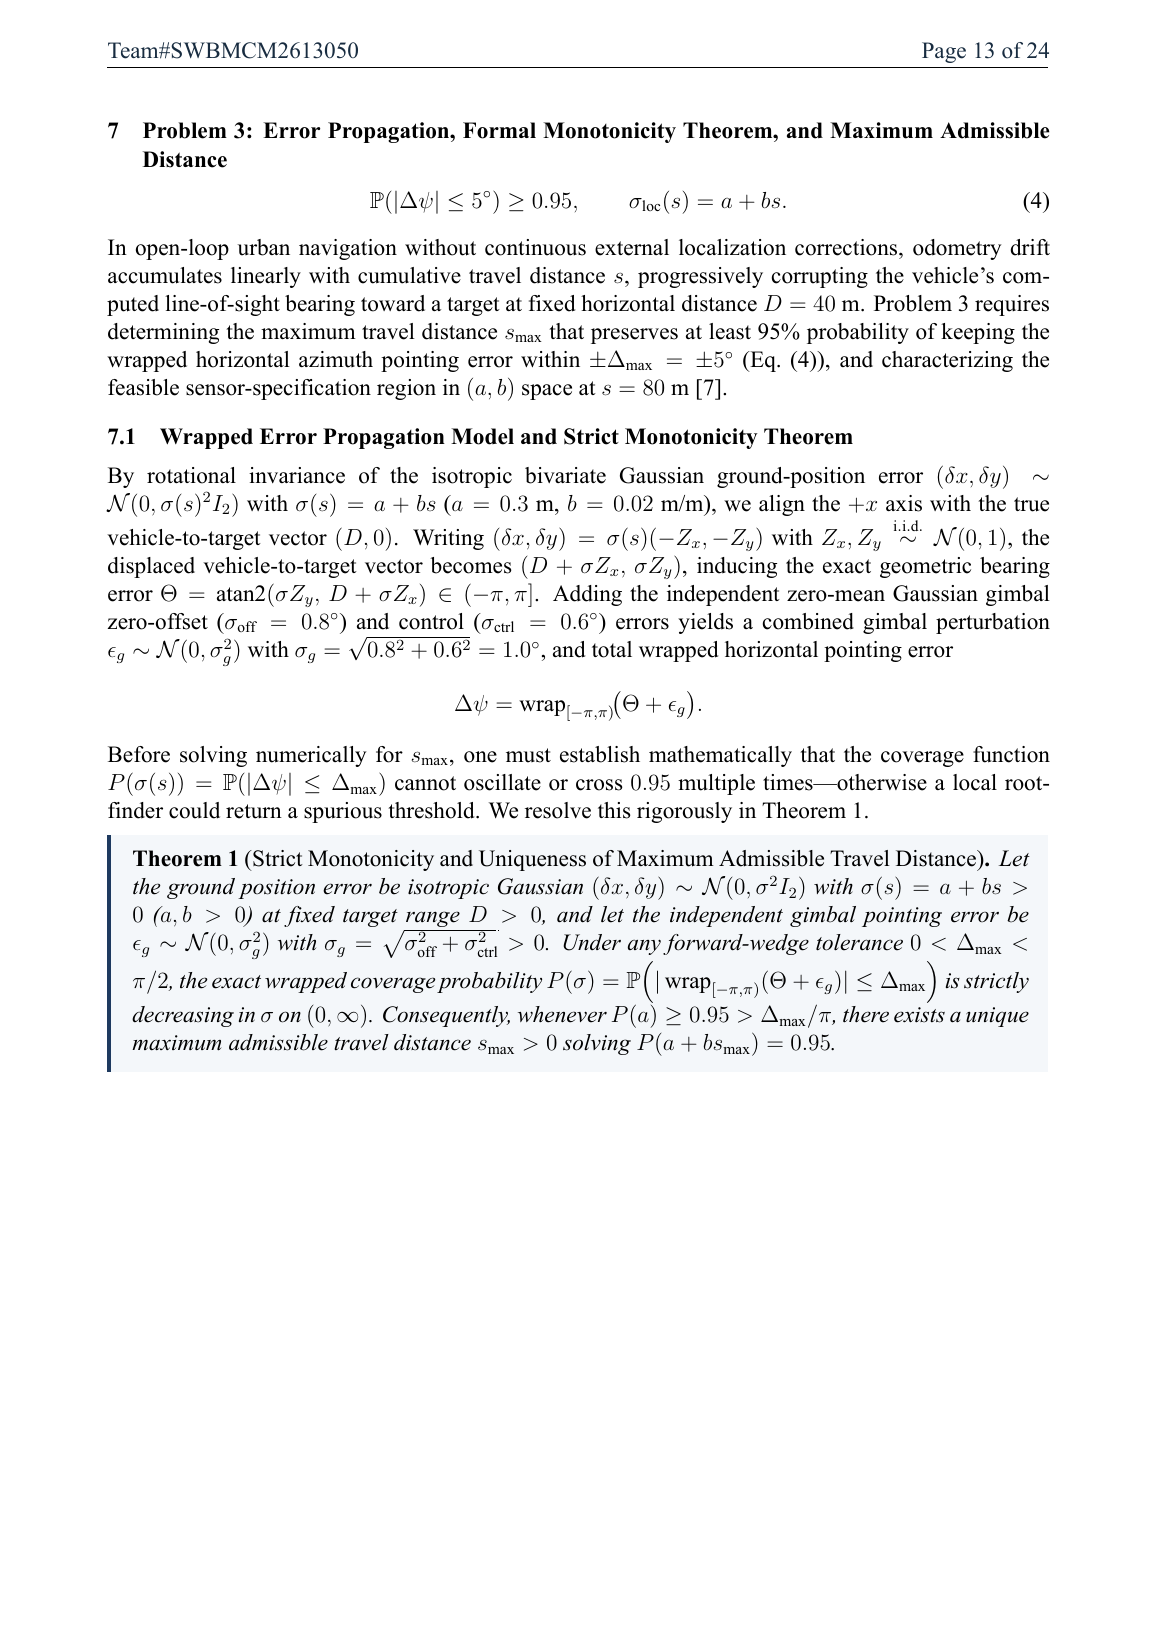 Team#SWBMCM2613050 Page 13 of 24
7 Problem 3: Error Propagation, Formal Monotonicity Theorem, and Maximum Admissible
Distance
ℙ(|Δψ| ≤ 5°) ≥ 0.95, σ_loc(s) = a + bs. (4)
In open-loop urban navigation without continuous external localization corrections, odometry drift
accumulates linearly with cumulative travel distance s, progressively corrupting the vehicle's com-
puted line-of-sight bearing toward a target at fixed horizontal distance D = 40 m. Problem 3 requires
determining the maximum travel distance s_max that preserves at least 95% probability of keeping the
wrapped horizontal azimuth pointing error within ±Δ_max = ±5° (Eq. (4)), and characterizing the
feasible sensor-specification region in (a, b) space at s = 80 m [7].
7.1 Wrapped Error Propagation Model and Strict Monotonicity Theorem
By rotational invariance of the isotropic bivariate Gaussian ground-position error (δx, δy) ∼
𝒩(0, σ(s)²I₂) with σ(s) = a + bs (a = 0.3 m, b = 0.02 m/m), we align the +x axis with the true
vehicle-to-target vector (D, 0). Writing (δx, δy) = σ(s)(−Z_x, −Z_y) with Z_x, Z_y i.i.d.∼ 𝒩(0, 1), the
displaced vehicle-to-target vector becomes (D + σZ_x, σZ_y), inducing the exact geometric bearing
error Θ = atan2(σZ_y, D + σZ_x) ∈ (−π, π]. Adding the independent zero-mean Gaussian gimbal
zero-offset (σ_off = 0.8°) and control (σ_ctrl = 0.6°) errors yields a combined gimbal perturbation
ϵ_g ∼ 𝒩(0, σ_g²) with σ_g = √(0.8² + 0.6²) = 1.0°, and total wrapped horizontal pointing error
Δψ = wrap_[−π,π)(Θ + ϵ_g).
Before solving numerically for s_max, one must establish mathematically that the coverage function
P(σ(s)) = ℙ(|Δψ| ≤ Δ_max) cannot oscillate or cross 0.95 multiple times—otherwise a local root-
finder could return a spurious threshold. We resolve this rigorously in Theorem 1.
Theorem 1 (Strict Monotonicity and Uniqueness of Maximum Admissible Travel Distance). Let
the ground position error be isotropic Gaussian (δx, δy) ∼ 𝒩(0, σ²I₂) with σ(s) = a + bs >
0 (a, b > 0) at fixed target range D > 0, and let the independent gimbal pointing error be
ϵ_g ∼ 𝒩(0, σ_g²) with σ_g = √(σ²_off + σ²_ctrl) > 0. Under any forward-wedge tolerance 0 < Δ_max <
π/2, the exact wrapped coverage probability P(σ) = ℙ(| wrap_[−π,π)(Θ + ϵ_g)| ≤ Δ_max) is strictly
decreasing in σ on (0, ∞). Consequently, whenever P(a) ≥ 0.95 > Δ_max/π, there exists a unique
maximum admissible travel distance s_max > 0 solving P(a + bs_max) = 0.95.